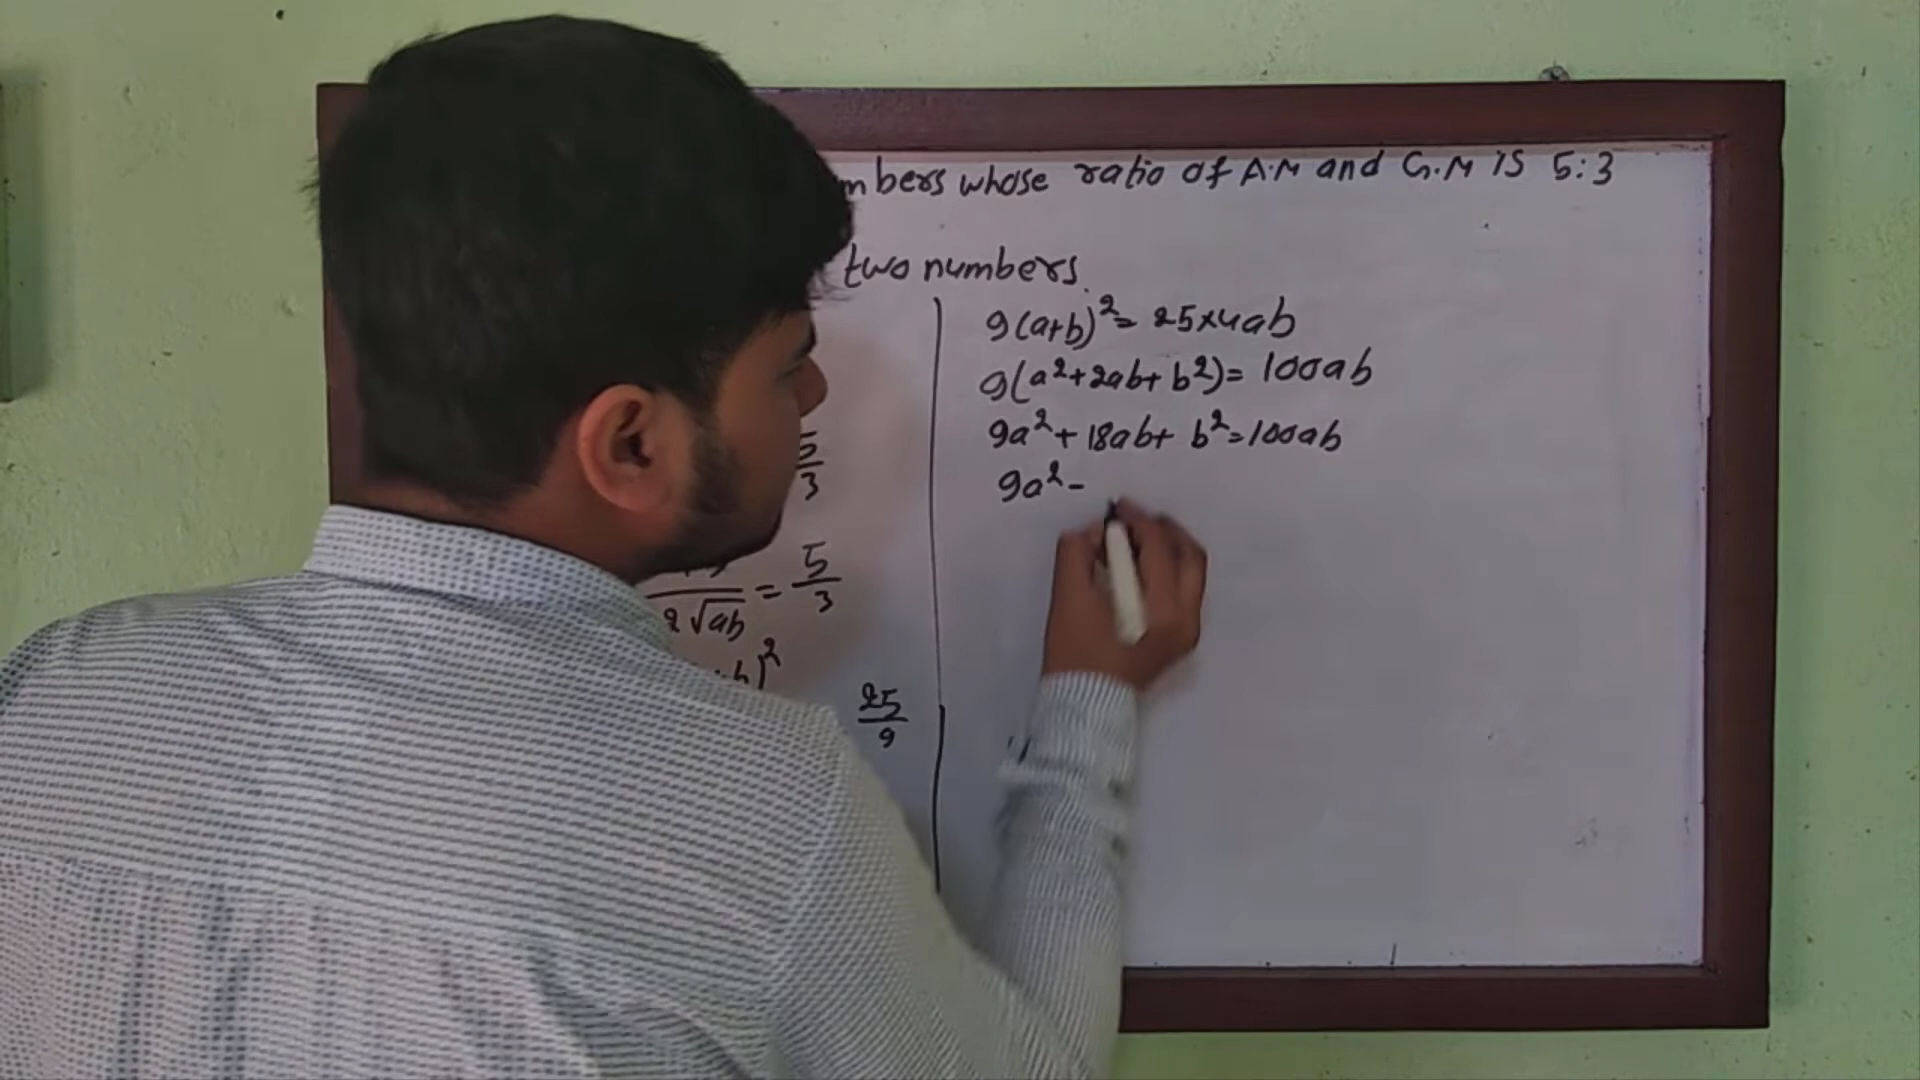 mbers whose ratio of A.M and G.M is 5:3
two numbers.
5/3
/2√ab = 5/3
)²
25/9
9(a+b)² = 25×4ab
9(a²+2ab+b²) = 100ab
9a²+18ab+b²=100ab
9a²-